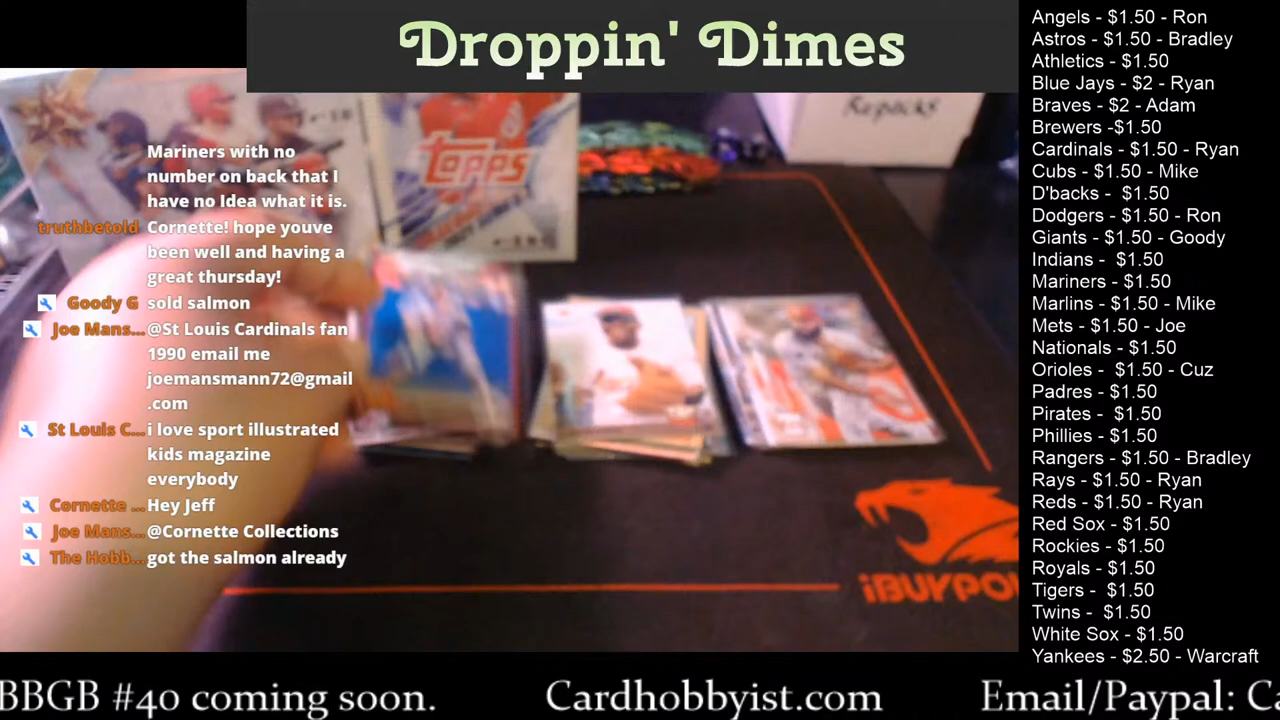 Droppin' Dimes
Repacks
TOPPS
Mariners with no
number on back that I
have no Idea what it is.
truthbetold Cornette! hope youve
been well and having a
great thursday!
Goody G sold salmon
Joe Mans... @St Louis Cardinals fan
1990 email me
joemansmann72@gmail
.com
St Louis C... i love sport illustrated
kids magazine
everybody
Cornette ... Hey Jeff
Joe Mans... @Cornette Collections
The Hobb... got the salmon already
iBUYPO
Angels - $1.50 - Ron
Astros - $1.50 - Bradley
Athletics - $1.50
Blue Jays - $2 - Ryan
Braves - $2 - Adam
Brewers -$1.50
Cardinals - $1.50 - Ryan
Cubs - $1.50 - Mike
D'backs - $1.50
Dodgers - $1.50 - Ron
Giants - $1.50 - Goody
Indians - $1.50
Mariners - $1.50
Marlins - $1.50 - Mike
Mets - $1.50 - Joe
Nationals - $1.50
Orioles - $1.50 - Cuz
Padres - $1.50
Pirates - $1.50
Phillies - $1.50
Rangers - $1.50 - Bradley
Rays - $1.50 - Ryan
Reds - $1.50 - Ryan
Red Sox - $1.50
Rockies - $1.50
Royals - $1.50
Tigers - $1.50
Twins - $1.50
White Sox - $1.50
Yankees - $2.50 - Warcraft
BBGB #40 coming soon. Cardhobbyist.com Email/Paypal: Ca